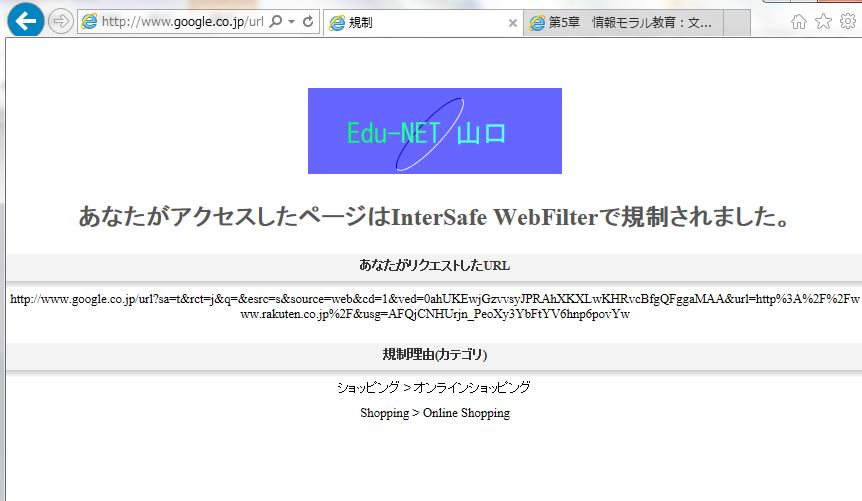 http://www.google.co.jp/url
規制
第5章　情報モラル教育：文...
Edu-NET 山口
あなたがアクセスしたページはInterSafe WebFilterで規制されました。
あなたがリクエストしたURL
http://www.google.co.jp/url?sa=t&rct=j&q=&esrc=s&source=web&cd=1&ved=0ahUKEwjGzvvsyJPRAhXKXLwKHRvcBfgQFggaMAA&url=http%3A%2F%2Fw
ww.rakuten.co.jp%2F&usg=AFQjCNHUrjn_PeoXy3YbFtYV6hnp6povYw
規制理由(カテゴリ)
ショッピング > オンラインショッピング
Shopping > Online Shopping